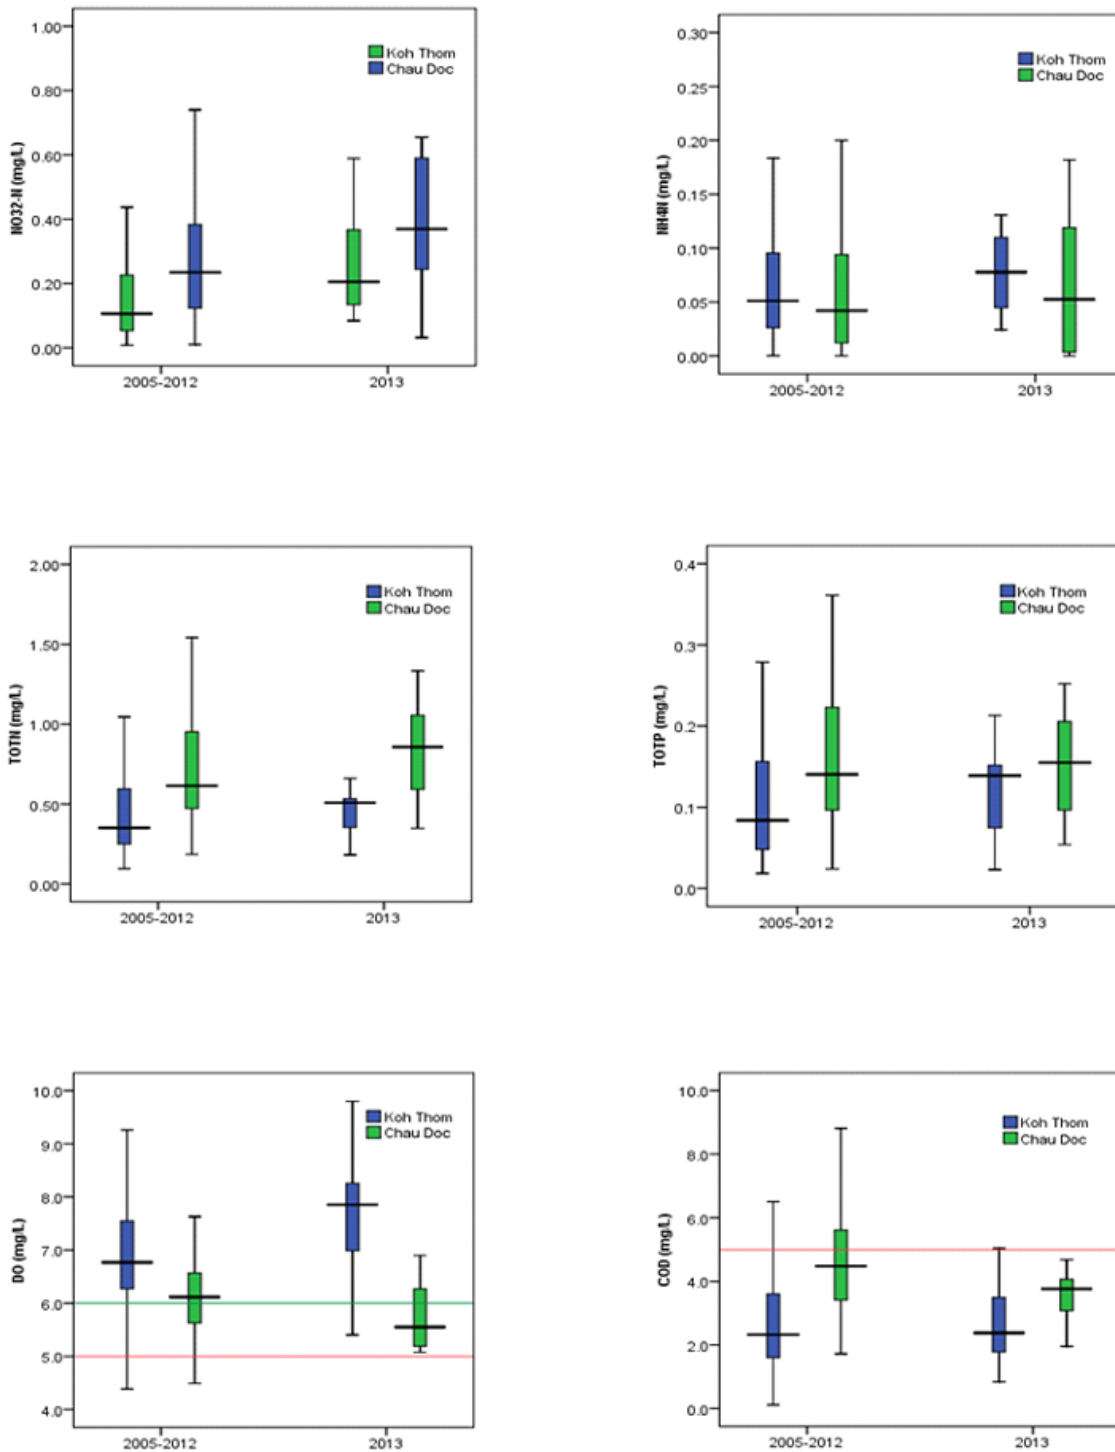 1.00
0.80
0.60
0.40
0.20
0.00
NO32-N (mg/L)
Koh Thom
Chau Doc
2005-2012 2013
0.30
0.25
0.20
0.15
0.10
0.05
0.00
NH4N (mg/L)
Koh Thom
Chau Doc
2005-2012 2013
2.00
1.50
1.00
0.50
0.00
TOTN (mg/L)
Koh Thom
Chau Doc
2005-2012 2013
0.4
0.3
0.2
0.1
0.0
TOTP (mg/L)
Koh Thom
Chau Doc
2005-2012 2013
10.0
9.0
8.0
7.0
6.0
5.0
4.0
DO (mg/L)
Koh Thom
Chau Doc
2005-2012 2013
10.0
8.0
6.0
4.0
2.0
0.0
COD (mg/L)
Koh Thom
Chau Doc
2005-2012 2013